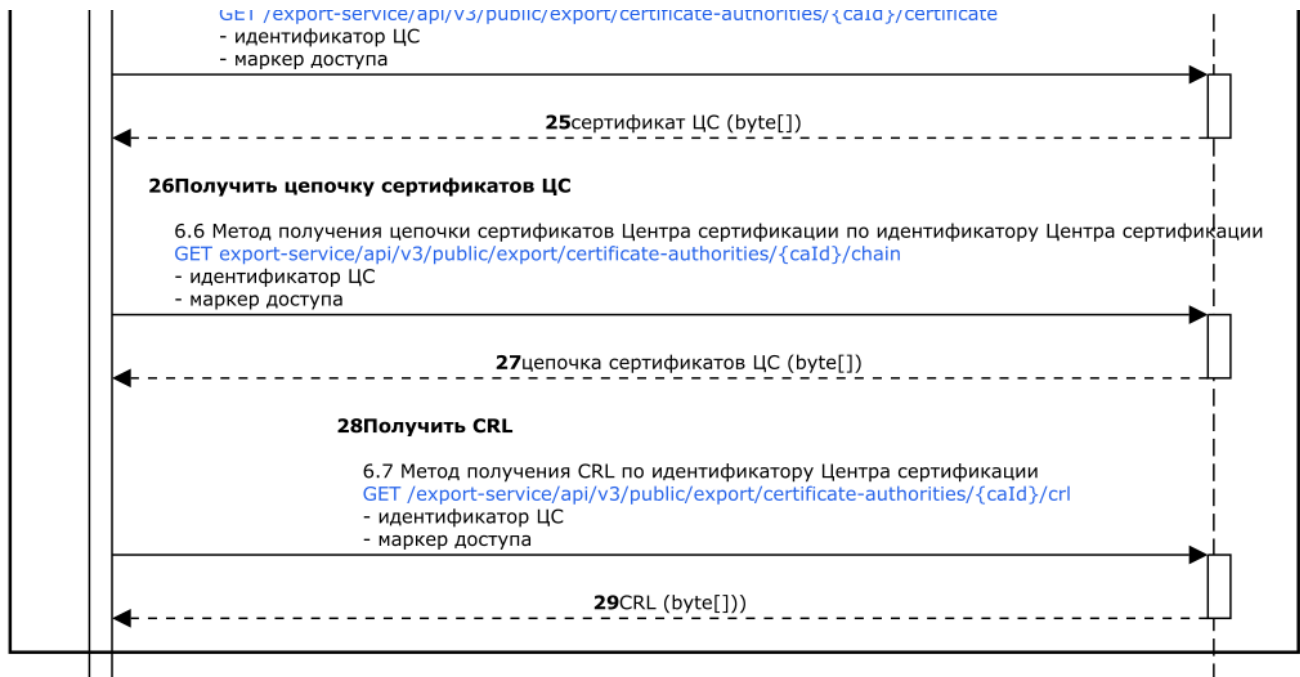 GET /export-service/api/v3/public/export/certificate-authorities/{caId}/certificate
- идентификатор ЦС
- маркер доступа
25сертификат ЦС (byte[])
26Получить цепочку сертификатов ЦС
6.6 Метод получения цепочки сертификатов Центра сертификации по идентификатору Центра сертификации
GET export-service/api/v3/public/export/certificate-authorities/{caId}/chain
- идентификатор ЦС
- маркер доступа
27цепочка сертификатов ЦС (byte[])
28Получить CRL
6.7 Метод получения CRL по идентификатору Центра сертификации
GET /export-service/api/v3/public/export/certificate-authorities/{caId}/crl
- идентификатор ЦС
- маркер доступа
29CRL (byte[]))